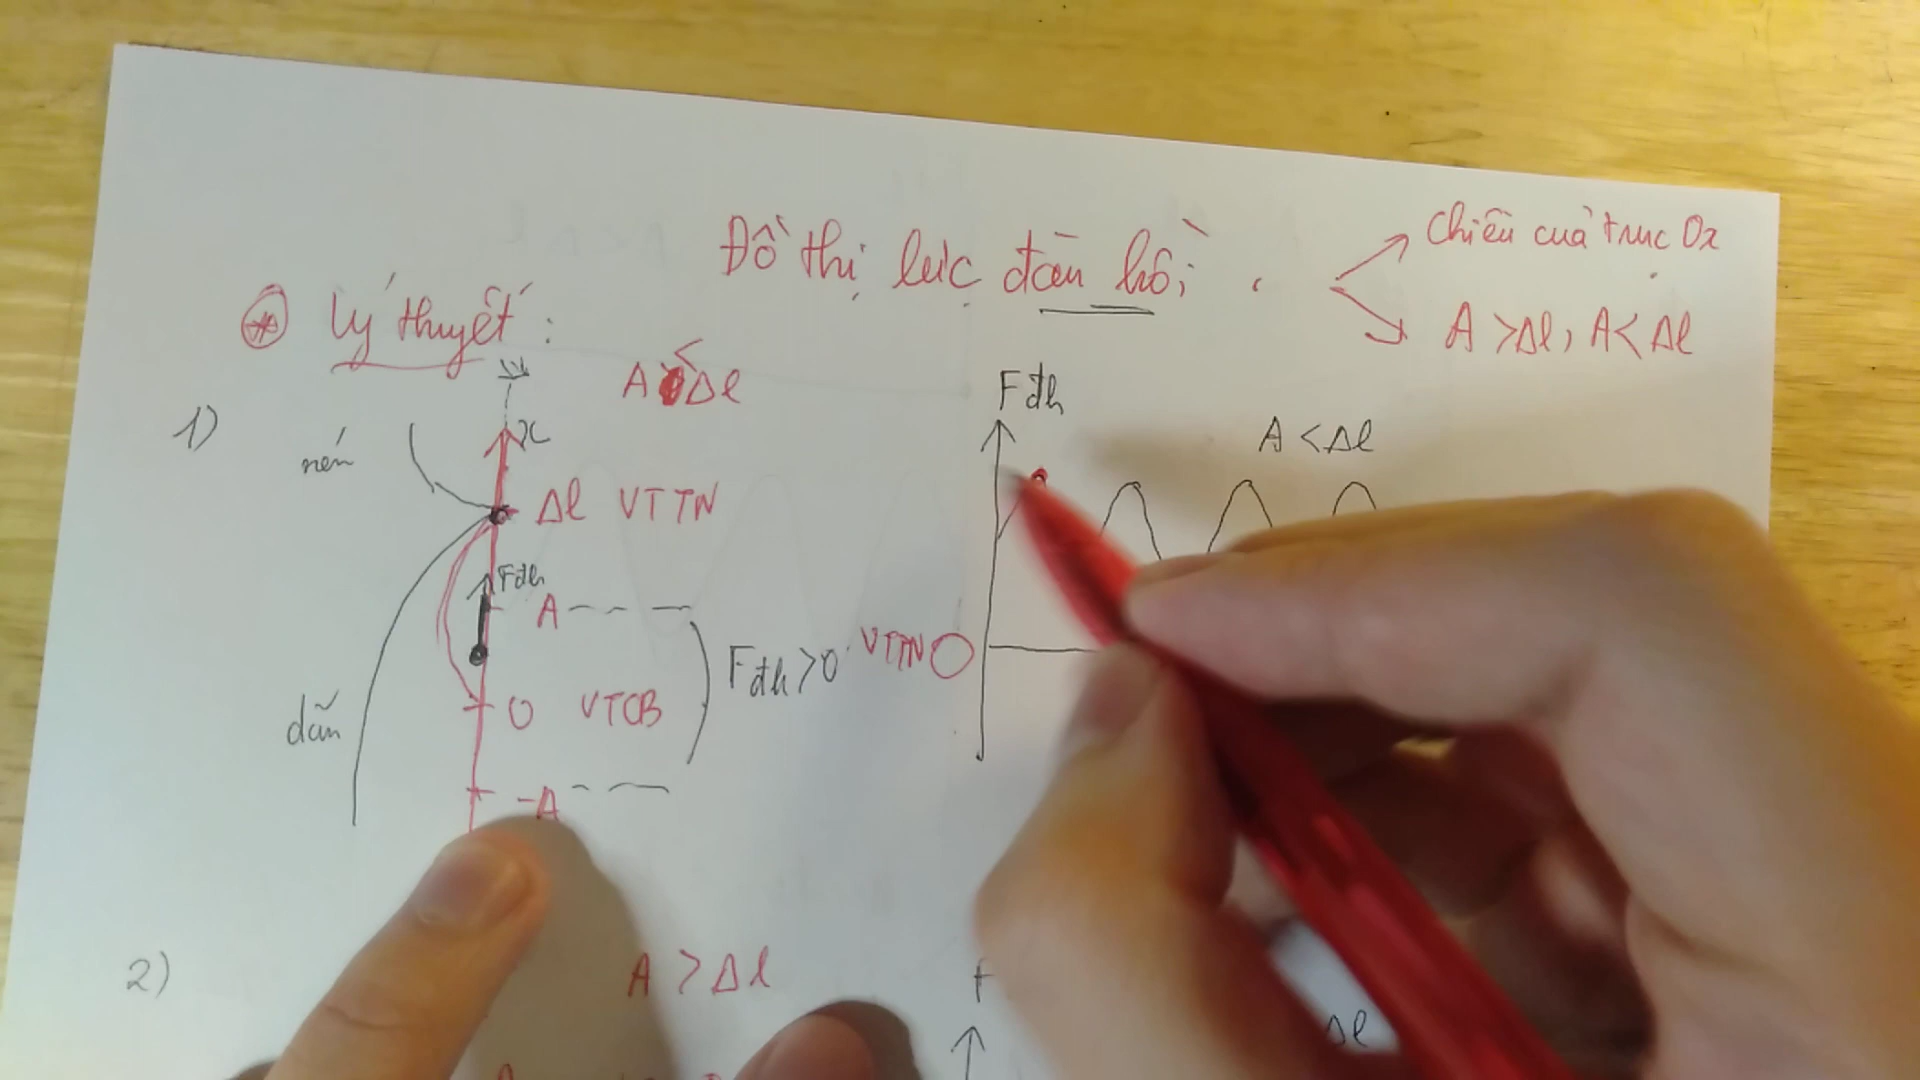 Đồ thị lực đàn hồi.
Chiều của trục Ox
A > Δl, A < Δl
* Lý thuyết:
1)
A < Δl
nén
x
Δl VTTN
Fđh
A
Fđh > 0
dãn
O VTCB
-A
Fđh
A < Δl
VTTN O
2)
A > Δl
Δl